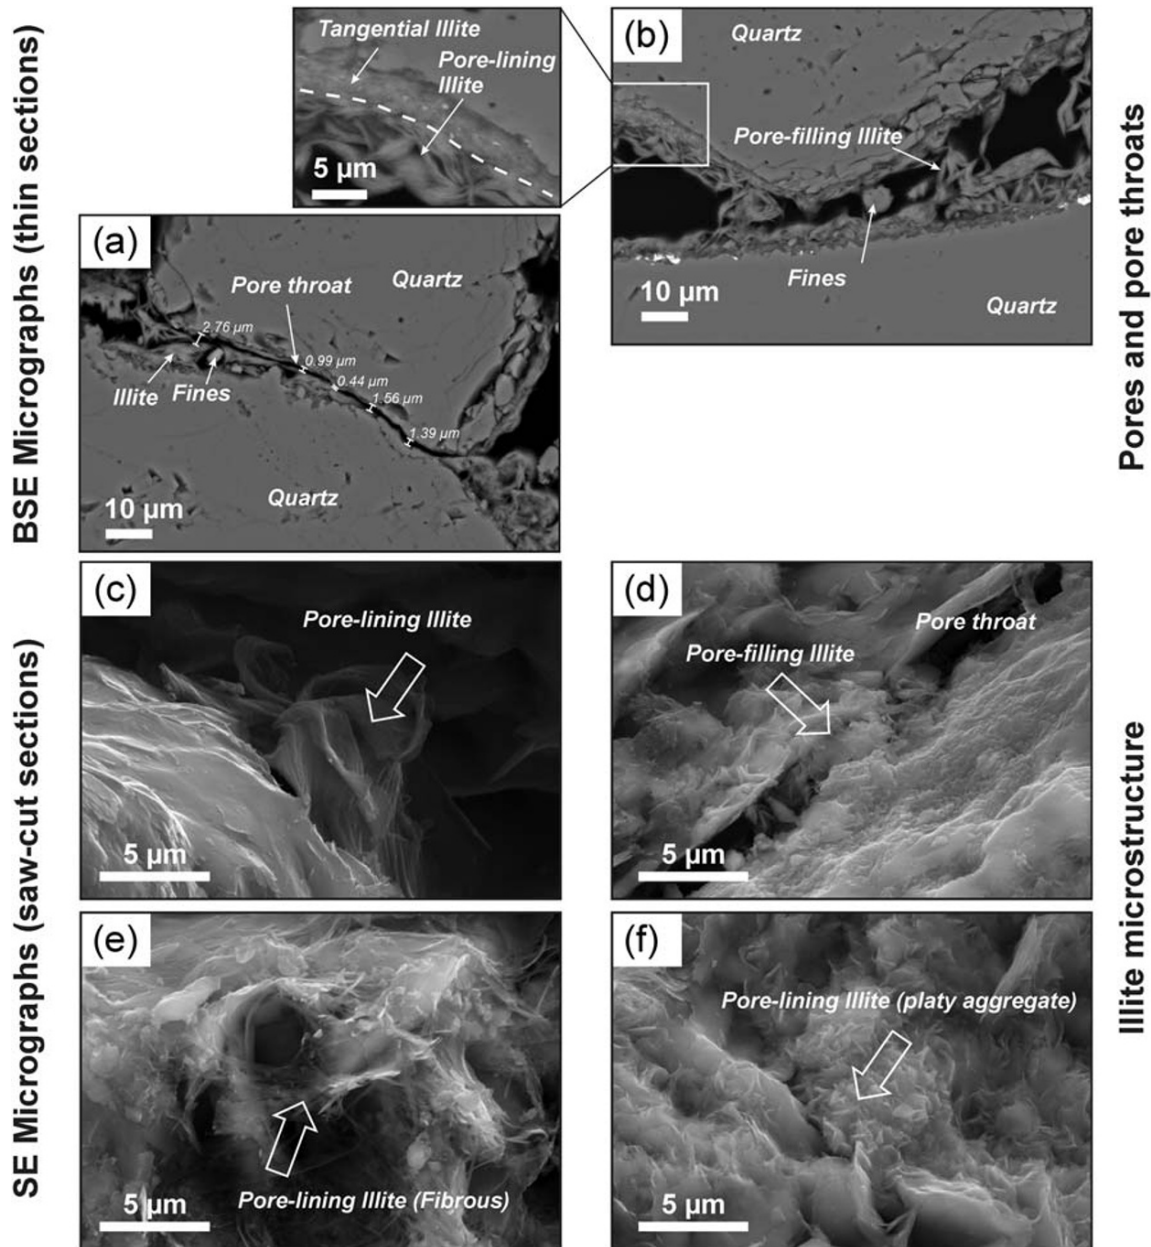 BSE Micrographs (thin sections)
SE Micrographs (saw-cut sections)
Pores and pore throats
Illite microstructure
Tangential Illite
Pore-lining
Illite
5 µm
(b)
Quartz
Pore-filling Illite
Fines
10 µm
Quartz
(a)
Quartz
Pore throat
2.76 µm
0.99 µm
0.44 µm
1.56 µm
1.39 µm
Illite
Fines
Quartz
10 µm
(c)
Pore-lining Illite
5 µm
(d)
Pore throat
Pore-filling Illite
5 µm
(e)
Pore-lining Illite (Fibrous)
5 µm
(f)
Pore-lining Illite (platy aggregate)
5 µm